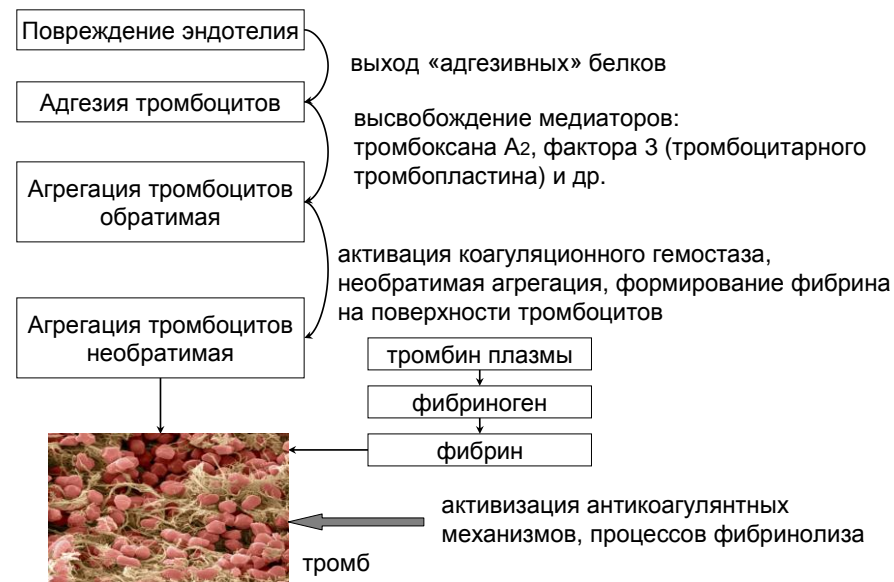 Повреждение эндотелия
выход «адгезивных» белков
Адгезия тромбоцитов
высвобождение медиаторов:
тромбоксана А2, фактора 3 (тромбоцитарного
тромбопластина) и др.
Агрегация тромбоцитов
обратимая
активация коагуляционного гемостаза,
необратимая агрегация, формирование фибрина
на поверхности тромбоцитов
Агрегация тромбоцитов
необратимая
тромбин плазмы
фибриноген
фибрин
активизация антикоагулянтных
механизмов, процессов фибринолиза
тромб